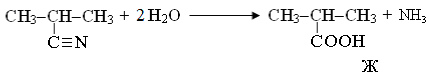 CH₃–CH–CH₃ + 2 H₂O ⟶ CH₃–CH–CH₃ + NH₃
C≡N COOH
Ж